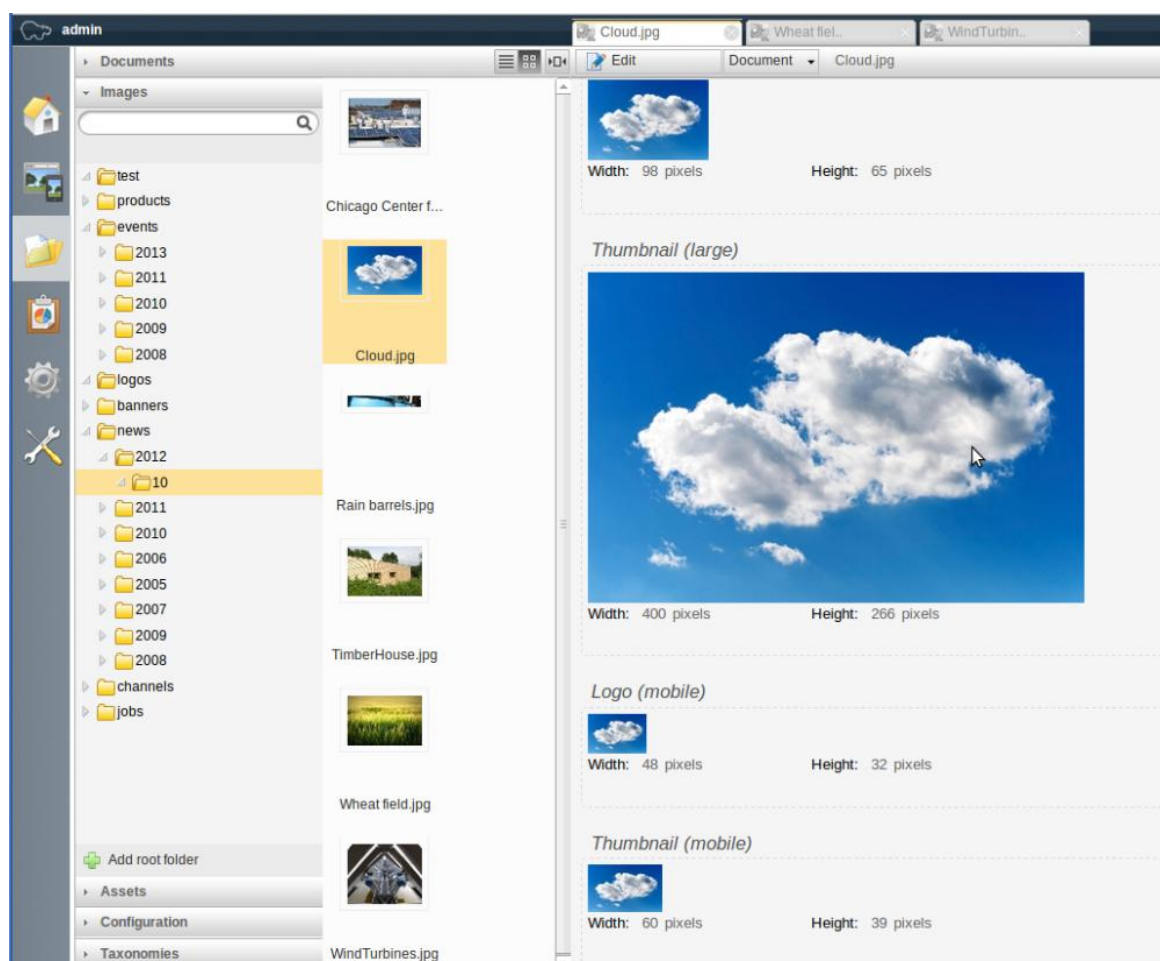 admin
Cloud.jpg
Wheat fiel..
WindTurbin..
Documents
Edit
Document
Cloud.jpg
Images
test
products
events
2013
2011
2010
2009
2008
logos
banners
news
2012
10
2011
2010
2006
2005
2007
2009
2008
channels
jobs
Add root folder
Assets
Configuration
Taxonomies
Chicago Center f...
Cloud.jpg
Rain barrels.jpg
TimberHouse.jpg
Wheat field.jpg
WindTurbines.jpg
Width: 98 pixels Height: 65 pixels
Thumbnail (large)
Width: 400 pixels Height: 266 pixels
Logo (mobile)
Width: 48 pixels Height: 32 pixels
Thumbnail (mobile)
Width: 60 pixels Height: 39 pixels